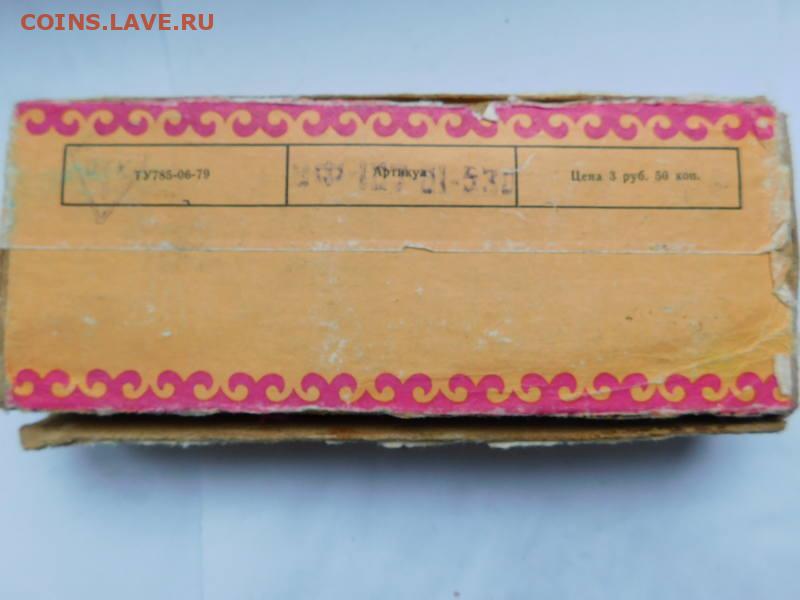 COINS.LAVE.RU
ТУ785-06-79
Артикул
Цена 3 руб. 50 коп.